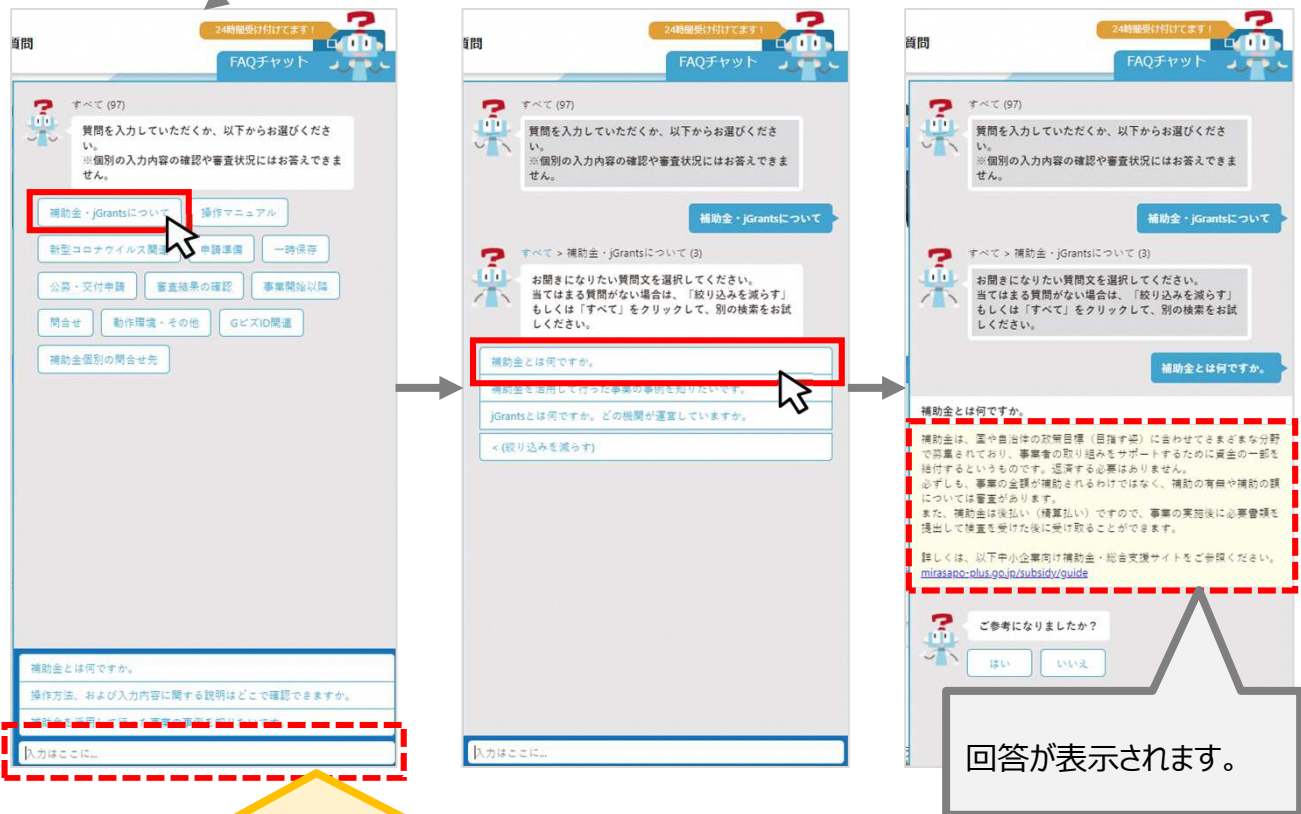 質問
24時間受け付けてます！
FAQチャット
すべて (97)
質問を入力していただくか、以下からお選びくださ
い。
※個別の入力内容の確認や審査状況にはお答えできま
せん。
補助金・jGrantsについて
操作マニュアル
新型コロナウイルス関連
申請準備
一時保存
公募・交付申請
審査結果の確認
事業開始以降
問合せ
動作環境・その他
GビズID関連
補助金個別の問合せ先
補助金とは何ですか。
操作方法、および入力内容に関する説明はどこで確認できますか。
補助金を活用して行った事業の事例を知りたいです。
入力はここに...
質問
24時間受け付けてます！
FAQチャット
すべて (97)
質問を入力していただくか、以下からお選びくださ
い。
※個別の入力内容の確認や審査状況にはお答えできま
せん。
補助金・jGrantsについて
すべて > 補助金・jGrantsについて (3)
お聞きになりたい質問文を選択してください。
当てはまる質問がない場合は、「絞り込みを減らす」
もしくは「すべて」をクリックして、別の検索をお試
しください。
補助金とは何ですか。
補助金を活用して行った事業の事例を知りたいです。
jGrantsとは何ですか。どの機関が運営していますか。
< (絞り込みを減らす)
入力はここに...
質問
24時間受け付けてます！
FAQチャット
すべて (97)
質問を入力していただくか、以下からお選びくださ
い。
※個別の入力内容の確認や審査状況にはお答えできま
せん。
補助金・jGrantsについて
すべて > 補助金・jGrantsについて (3)
お聞きになりたい質問文を選択してください。
当てはまる質問がない場合は、「絞り込みを減らす」
もしくは「すべて」をクリックして、別の検索をお試
しください。
補助金とは何ですか。
補助金とは何ですか。
補助金は、国や自治体の政策目標（目指す姿）に合わせてさまざまな分野
で募集されており、事業者の取り組みをサポートするために資金の一部を
給付するというものです。返済する必要はありません。
必ずしも、事業の全額が補助されるわけではなく、補助の有無や補助の額
については審査があります。
また、補助金は後払い（精算払い）ですので、事業の実施後に必要書類を
提出して検査を受けた後に受け取ることができます。
詳しくは、以下中小企業向け補助金・総合支援サイトをご参照ください。
mirasapo-plus.go.jp/subsidy/guide
ご参考になりましたか？
はい
いいえ
回答が表示されます。